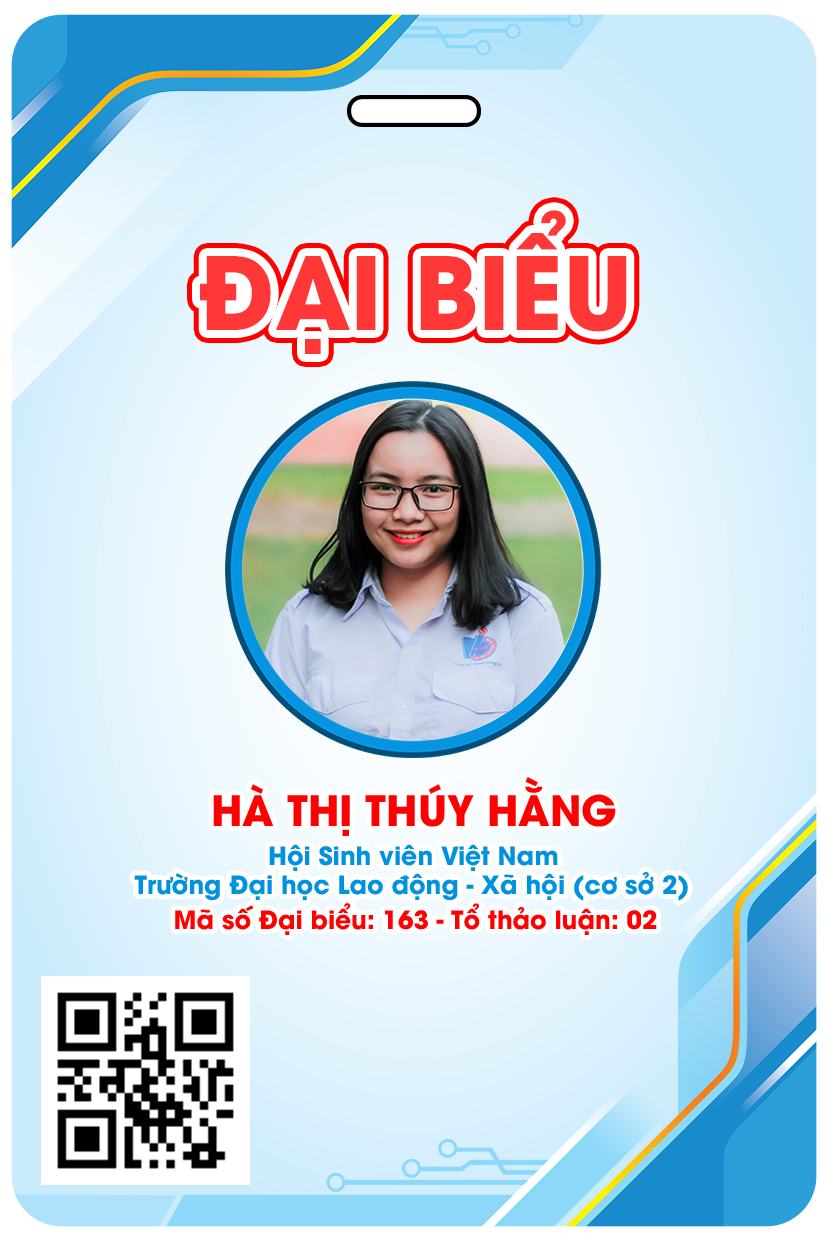 ĐẠI BIỂU
HÀ THỊ THÚY HẰNG
Hội Sinh viên Việt Nam
Trường Đại học Lao động - Xã hội (cơ sở 2)
Mã số Đại biểu: 163 - Tổ thảo luận: 02